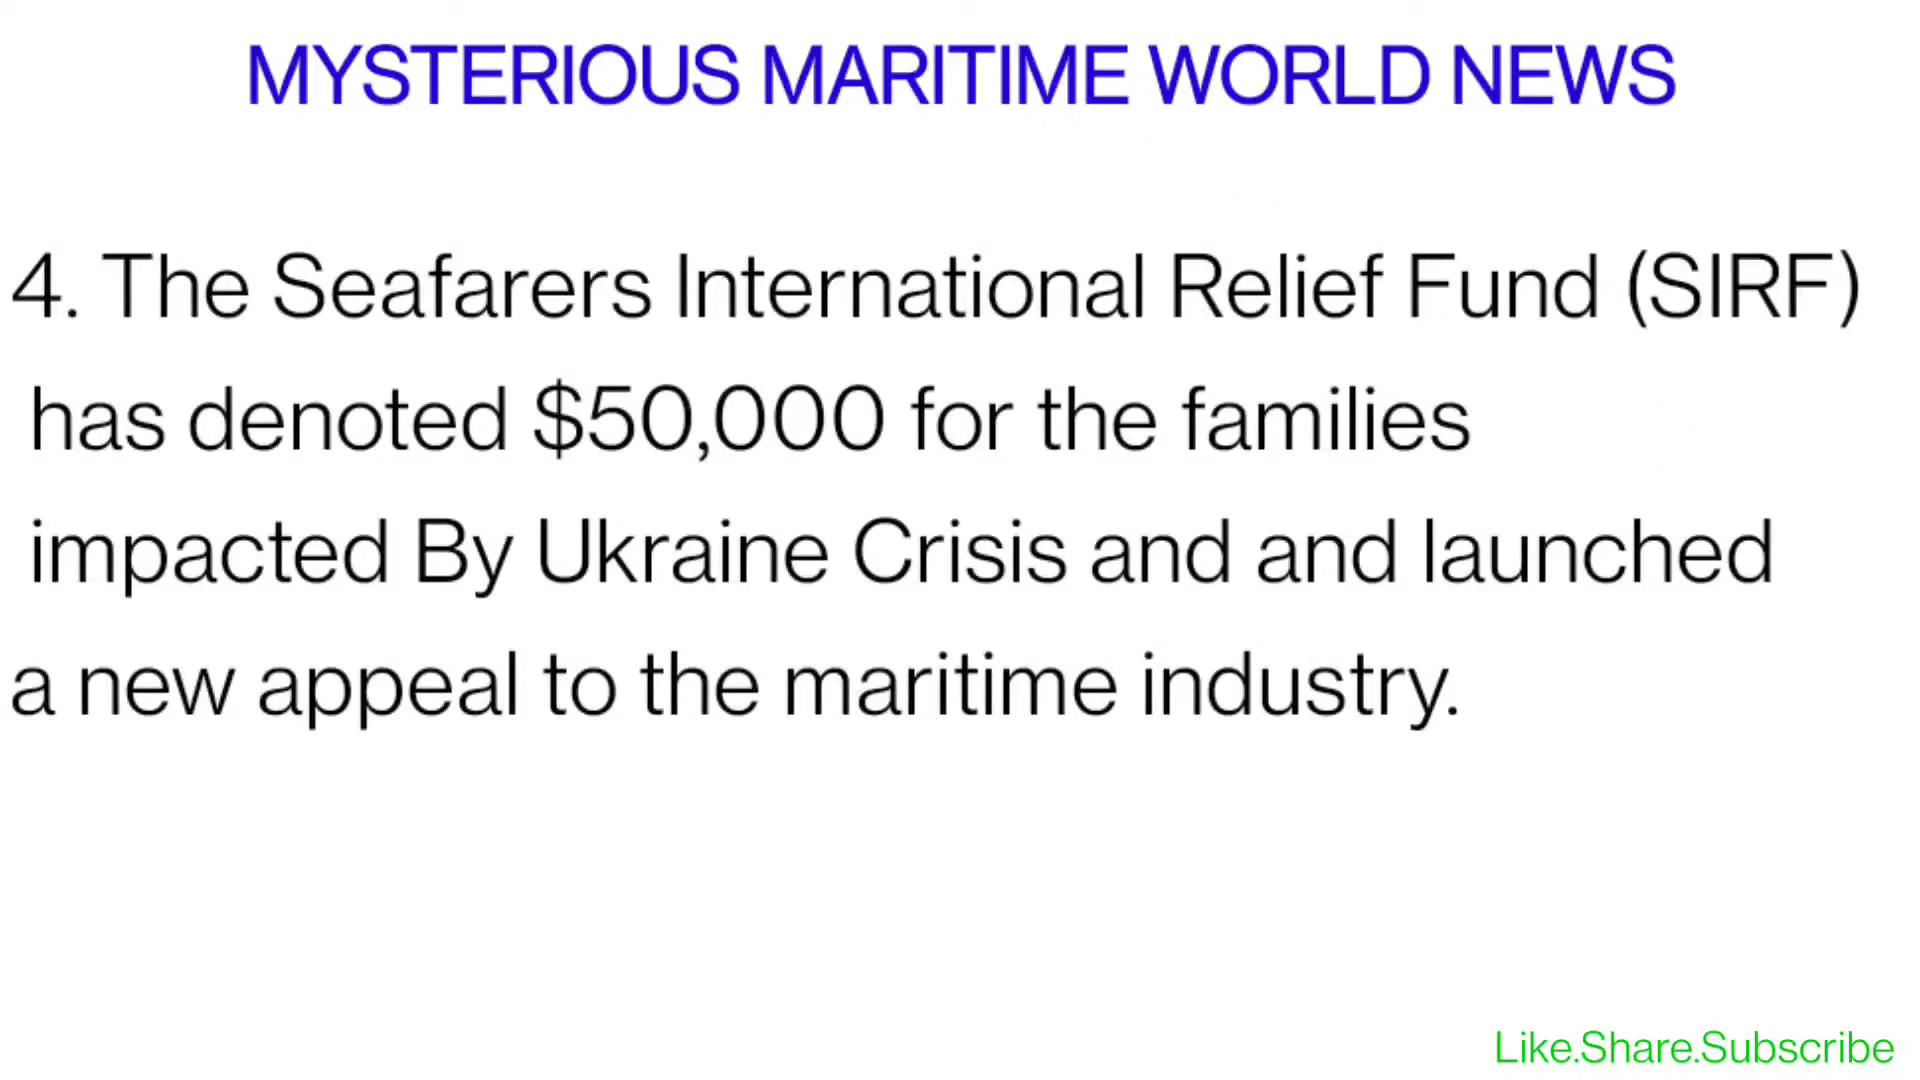 MYSTERIOUS MARITIME WORLD NEWS
4. The Seafarers International Relief Fund (SIRF)
has denoted $50,000 for the families
impacted By Ukraine Crisis and and launched
a new appeal to the maritime industry.
Like.Share.Subscribe